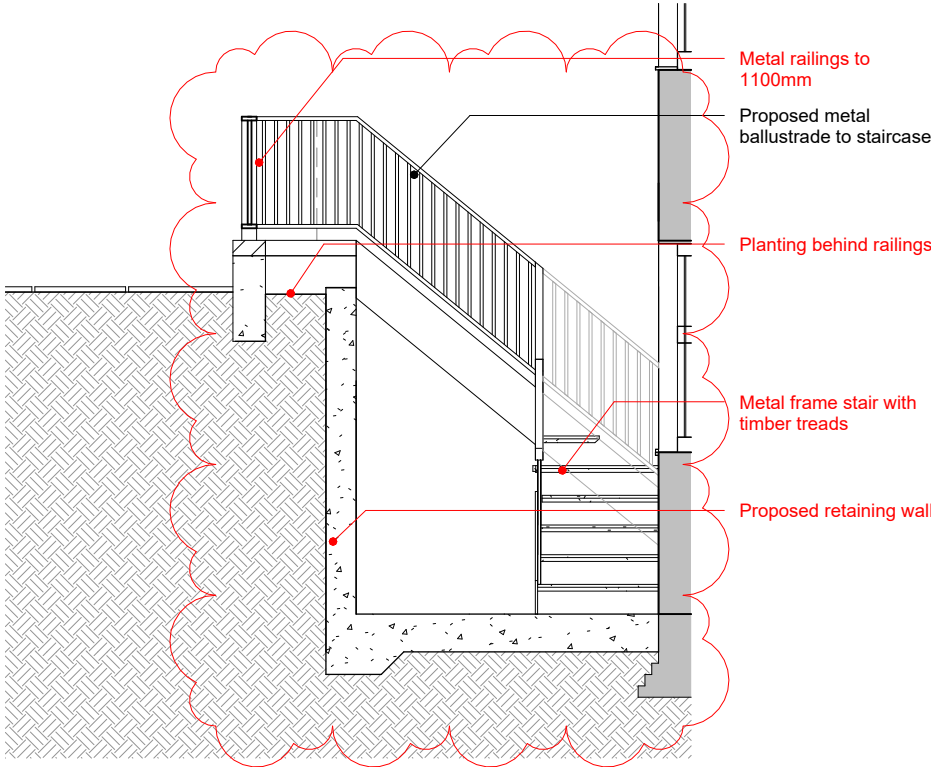 Metal railings to
1100mm
Proposed metal
ballustrade to staircase
Planting behind railings
Metal frame stair with
timber treads
Proposed retaining wall